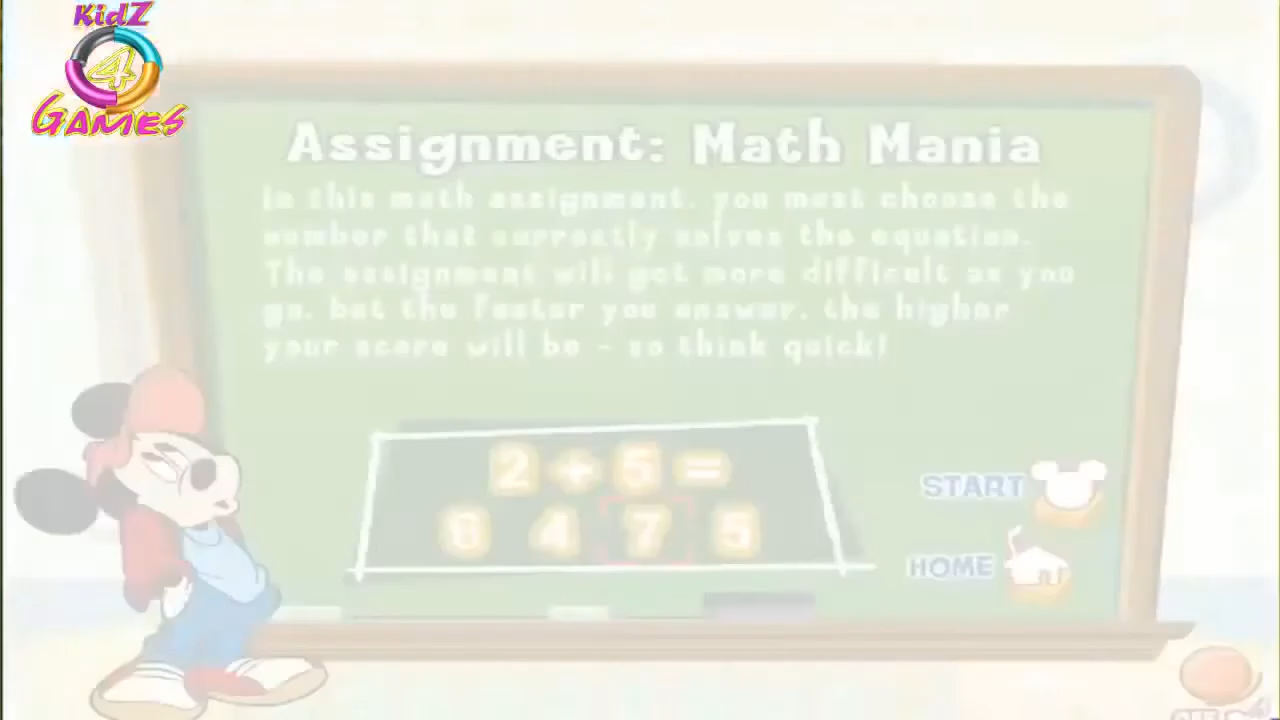 KidZ
4
GAMES
Assignment: Math Mania
In this math assignment, you must choose the
number that correctly solves the equation.
The assignment will get more difficult as you
go, but the faster you answer, the higher
your score will be - so think quick!
2 + 5 =
6 4 7 5
START
HOME